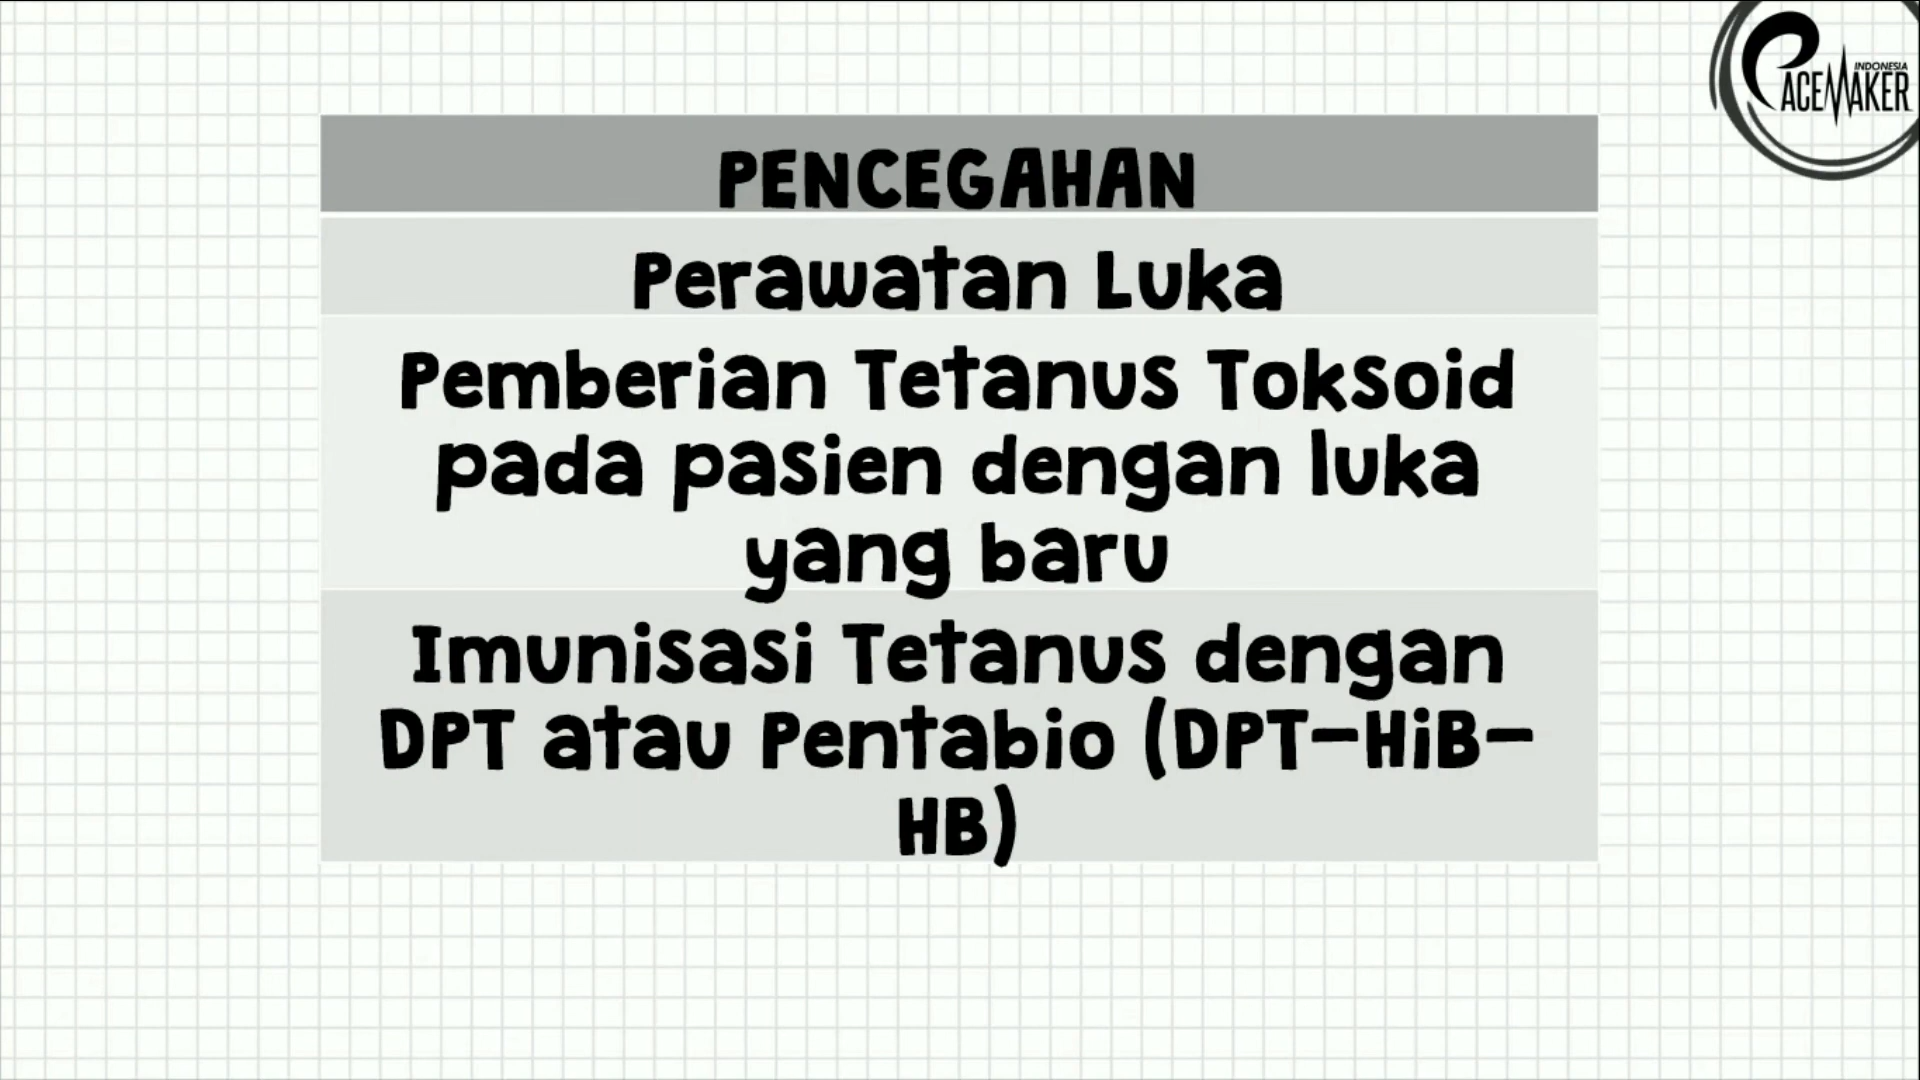 INDONESIA
PACEMAKER
PENCEGAHAN
Perawatan Luka
Pemberian Tetanus Toksoid
pada pasien dengan luka
yang baru
Imunisasi Tetanus dengan
DPT atau Pentabio (DPT-HiB-
HB)